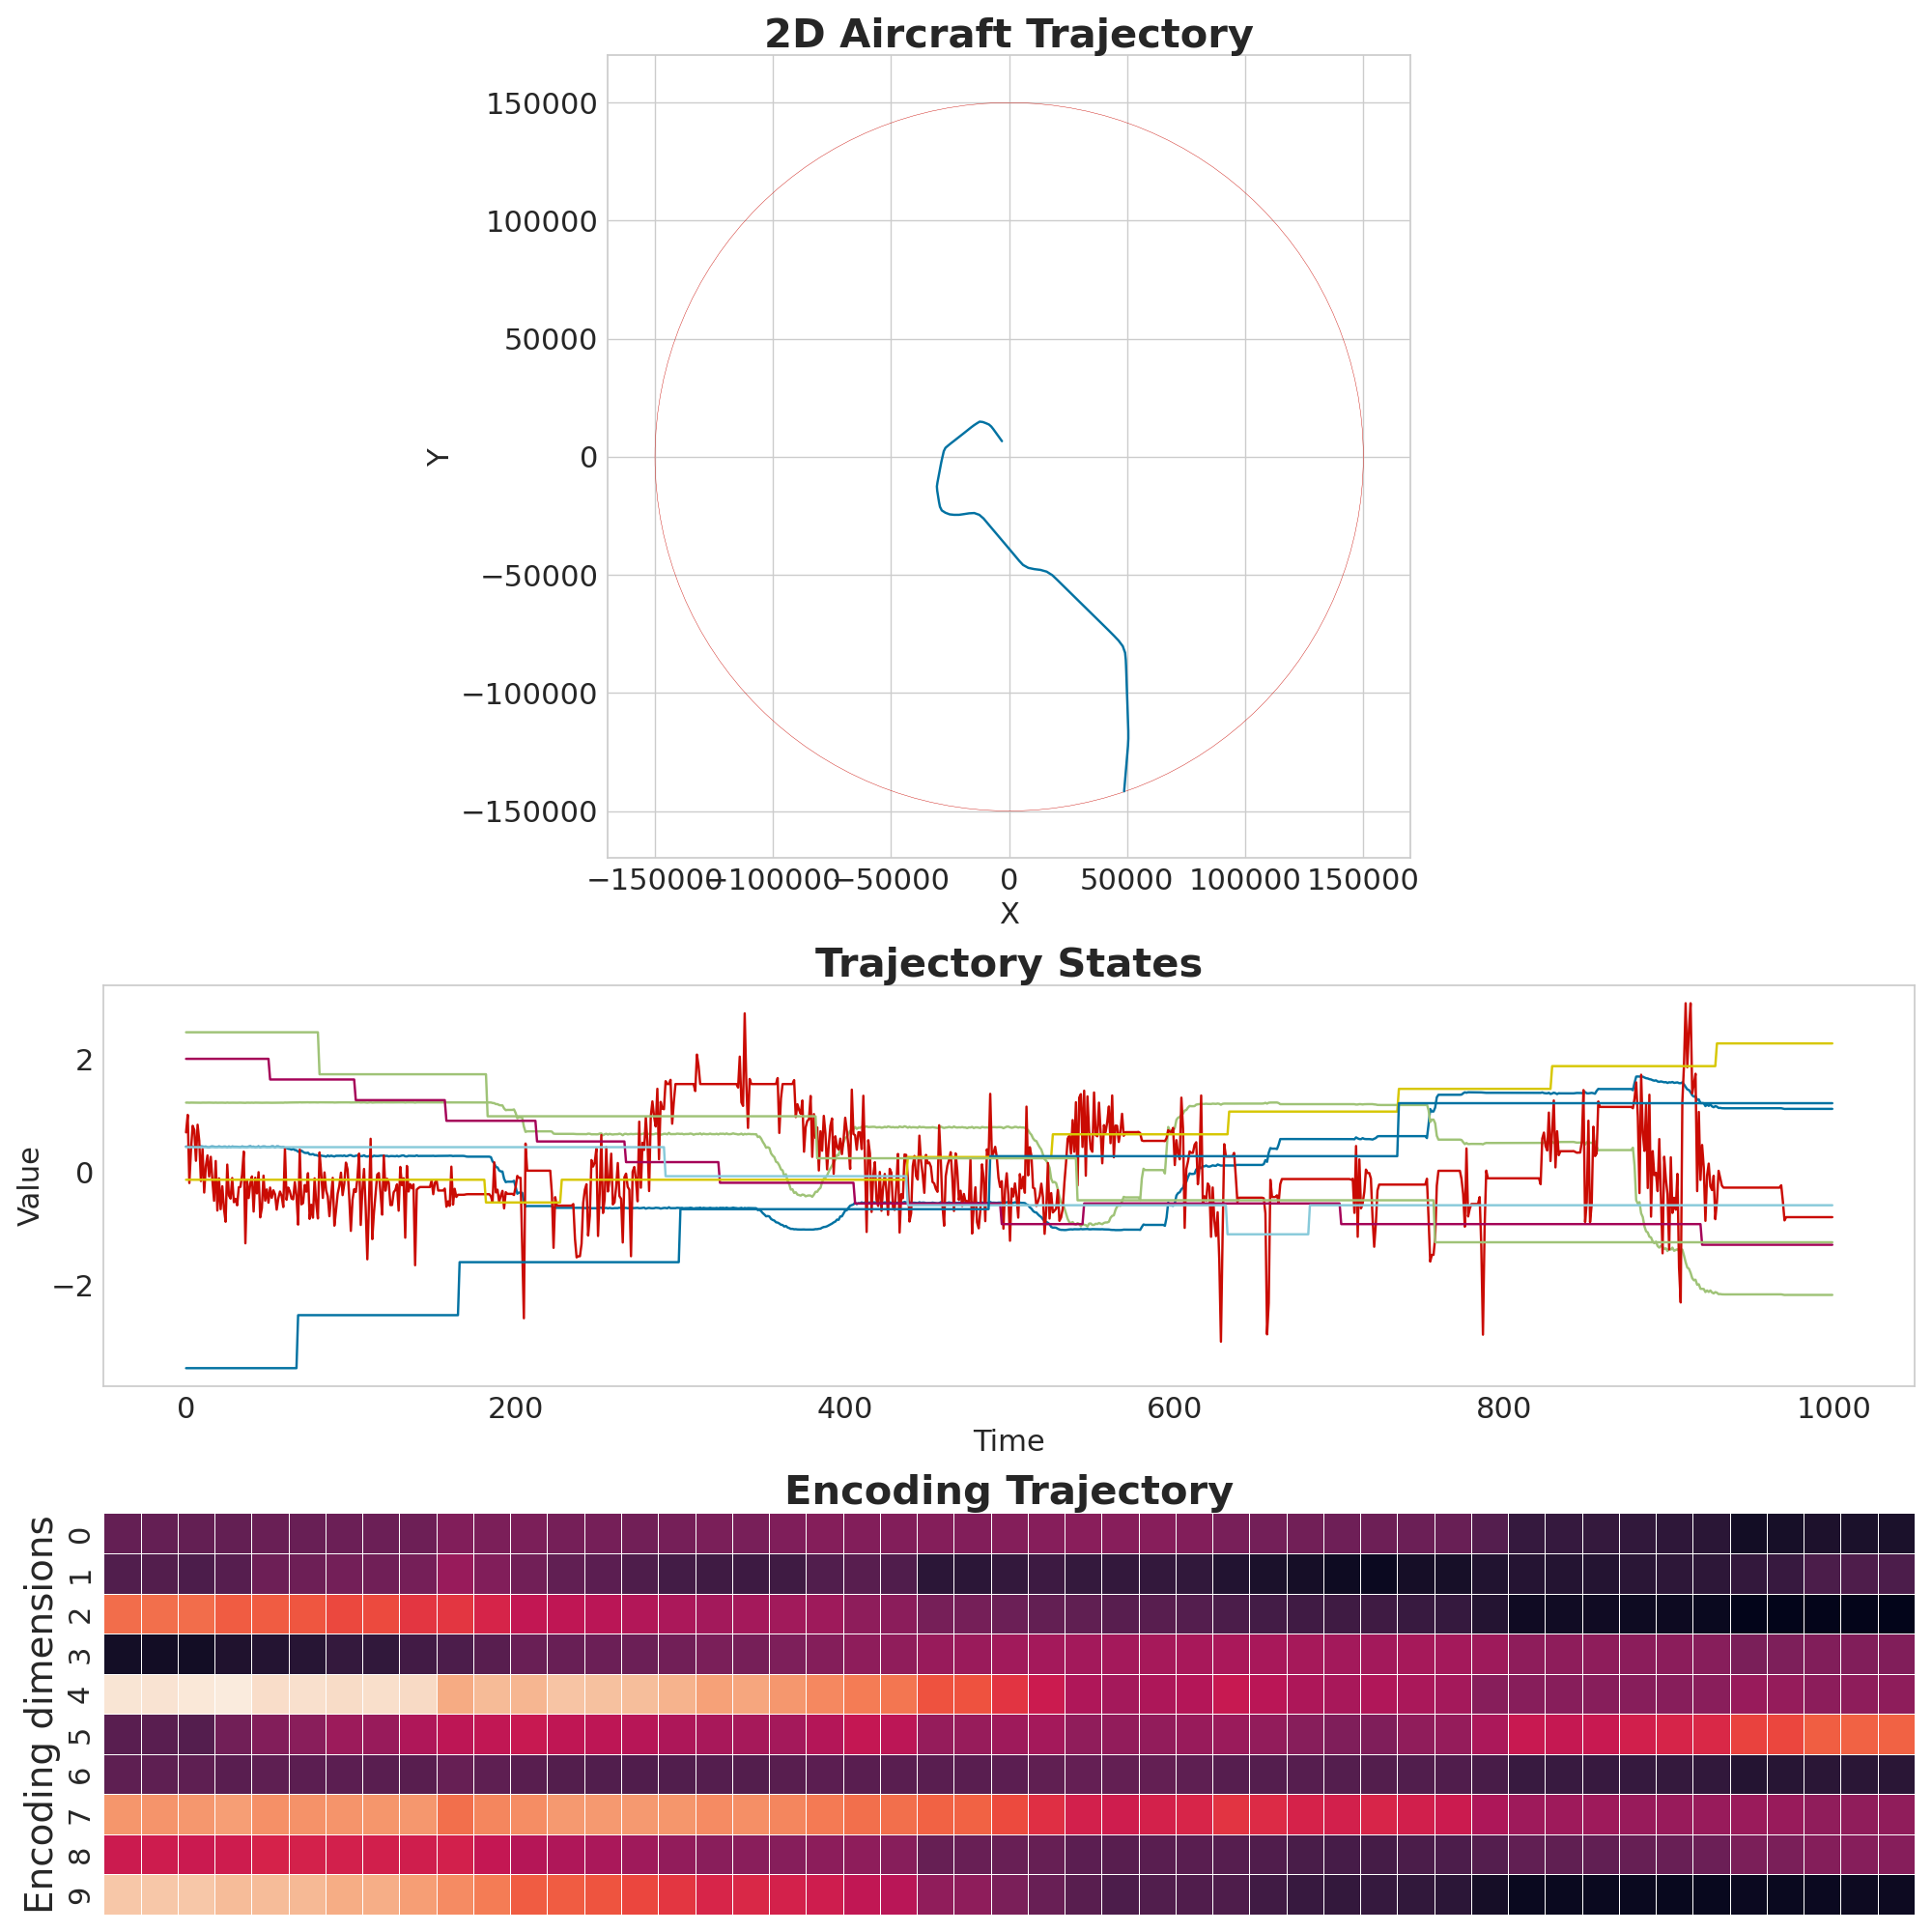 2D Aircraft Trajectory
150000
100000
50000
0
−50000
−100000
−150000
Y
−150000 −100000 −50000 0 50000 100000 150000
X
Trajectory States
2
0
−2
Value
0 200 400 600 800 1000
Time
Encoding Trajectory
Encoding dimensions
0
1
2
3
4
5
6
7
8
9